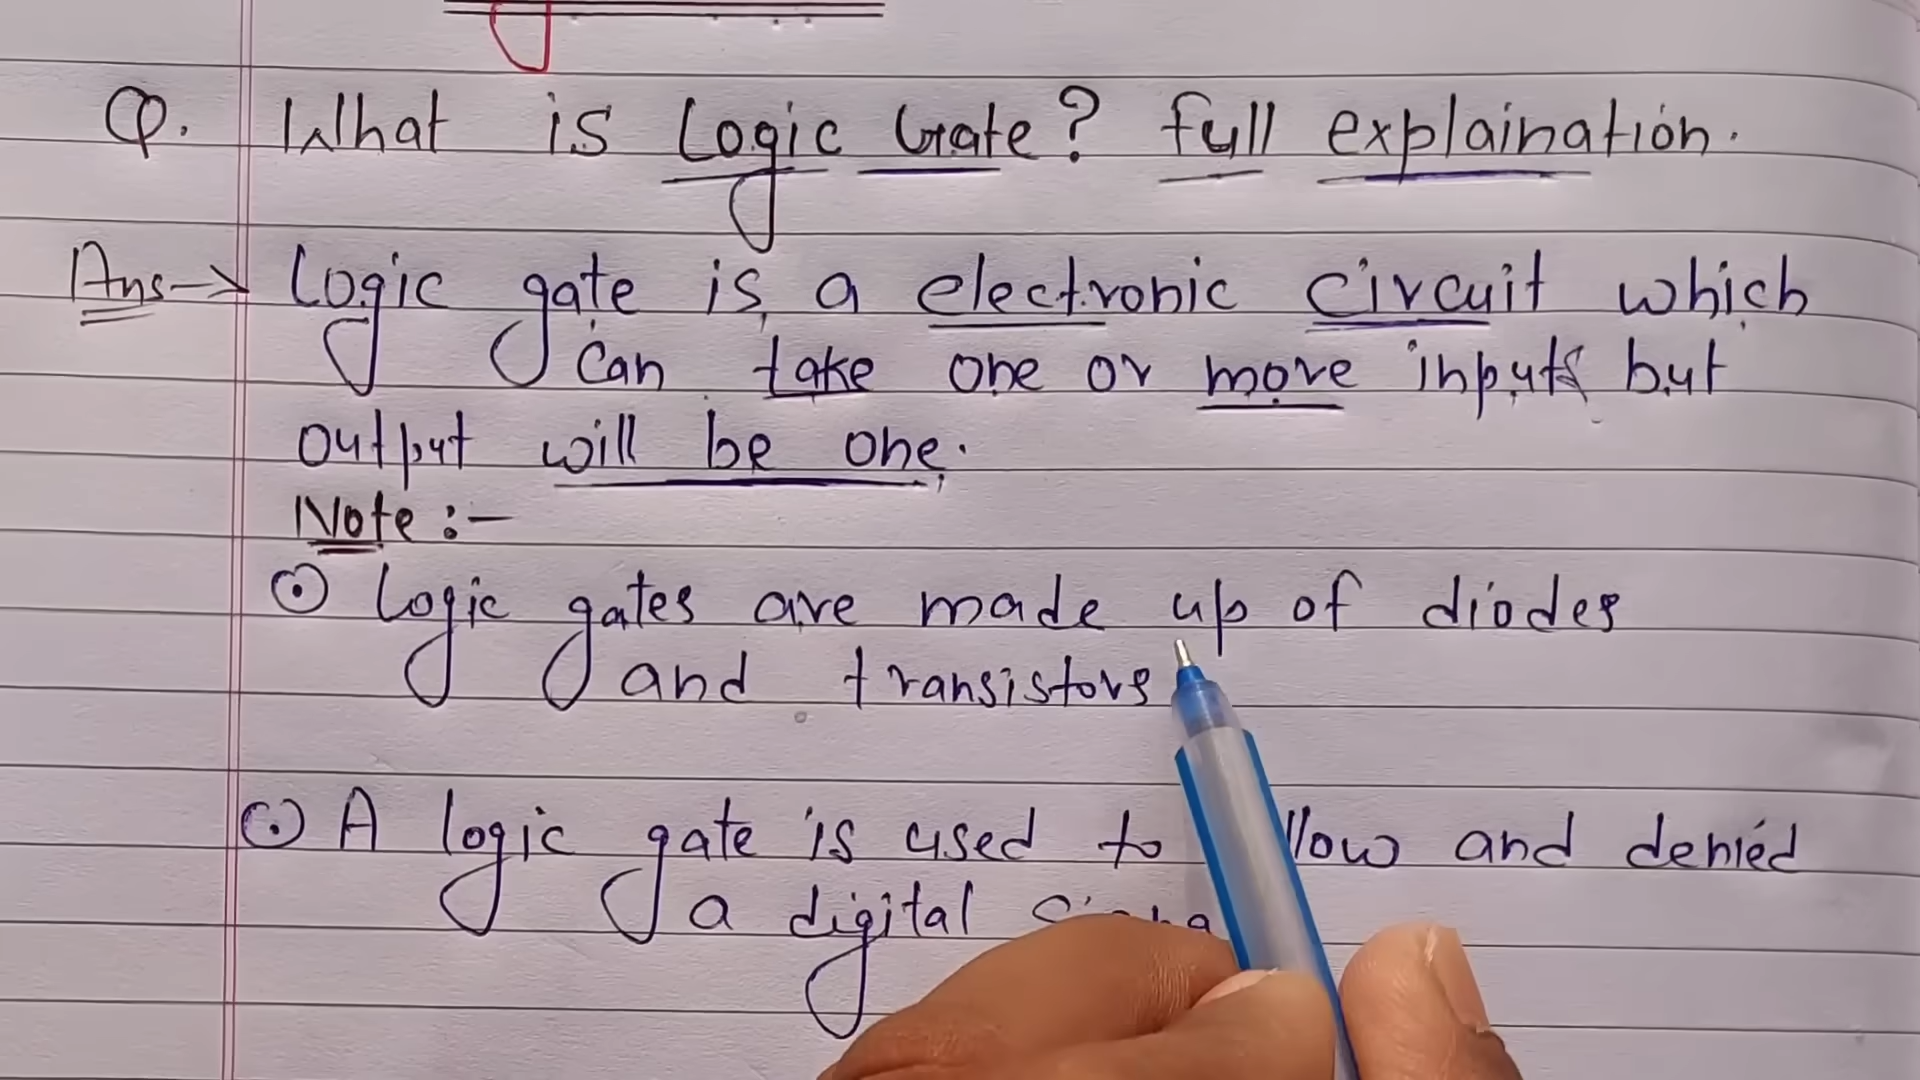 Q. What is Logic Gate? full explaination.
Ans→ Logic gate is a electronic circuit which
can take one or more inputs but
output will be one.
Note :-
⊙ Logic gates are made up of diodes
and transistors
⊙ A logic gate is used to and denied
a digital